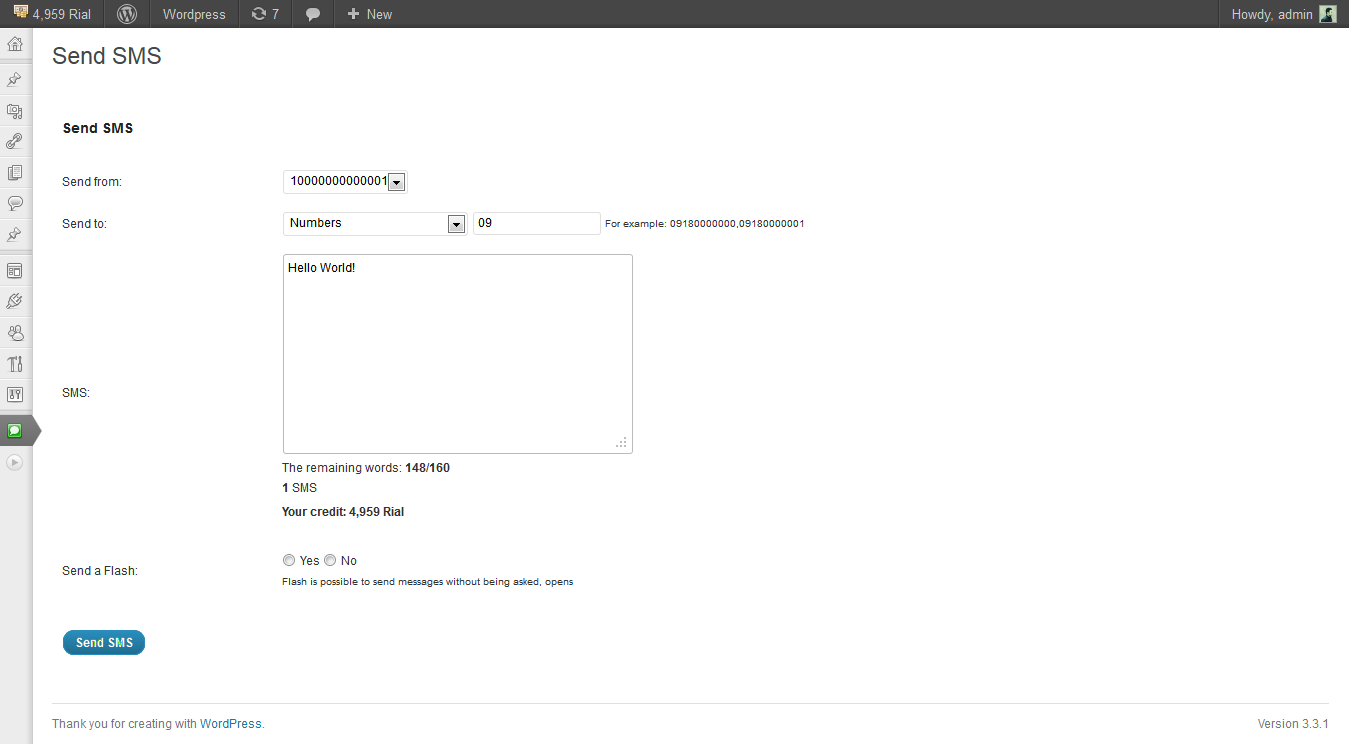 4,959 Rial Wordpress 7 New Howdy, admin
Send SMS
Send SMS
Send from: 10000000000001
Send to: Numbers 09 For example: 09180000000,09180000001
Hello World!
SMS:
The remaining words: 148/160
1 SMS
Your credit: 4,959 Rial
Yes No
Send a Flash:
Flash is possible to send messages without being asked, opens
Send SMS
Thank you for creating with WordPress. Version 3.3.1